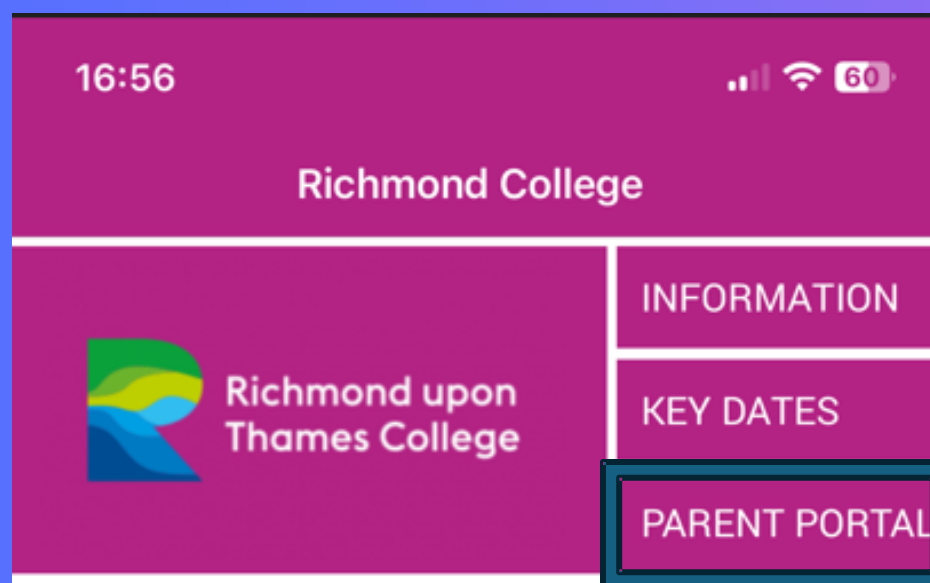 16:56
60
Richmond College
INFORMATION
Richmond upon
Thames College
KEY DATES
PARENT PORTAL